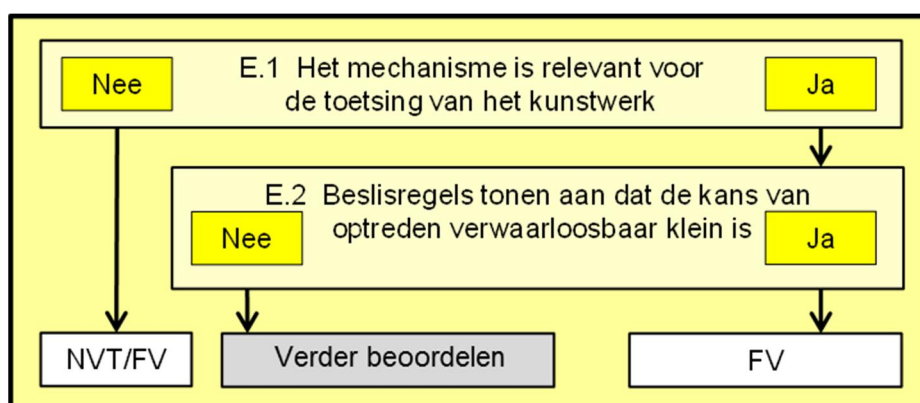 E.1 Het mechanisme is relevant voor
de toetsing van het kunstwerk
Nee
Ja
E.2 Beslisregels tonen aan dat de kans van
optreden verwaarloosbaar klein is
Nee
Ja
NVT/FV
Verder beoordelen
FV